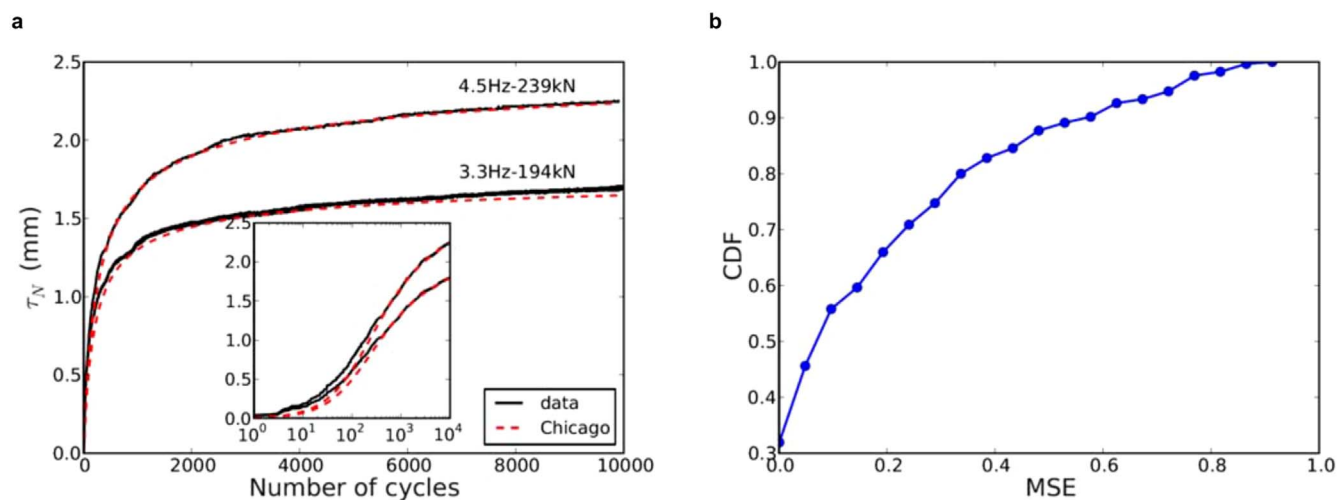 a
b
2.5
2.0
1.5
1.0
0.5
0.0
τN (mm)
4.5Hz-239kN
3.3Hz-194kN
2.5
2.0
1.5
1.0
0.5
0.0
10^0 10^1 10^2 10^3 10^4
data
Chicago
0 2000 4000 6000 8000 10000
Number of cycles
1.0
0.9
0.8
0.7
0.6
0.5
0.4
0.3
CDF
0.0 0.2 0.4 0.6 0.8 1.0
MSE